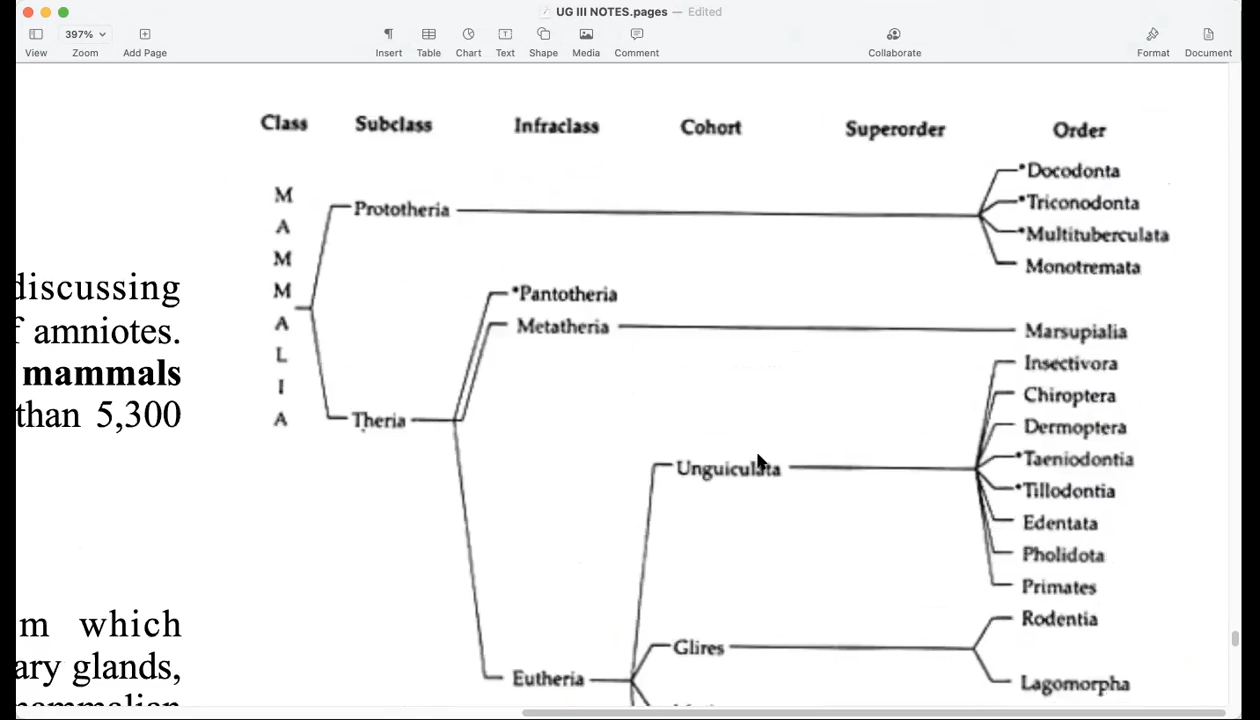 UG III NOTES.pages — Edited
397%
View Zoom Add Page Insert Table Chart Text Shape Media Comment Collaborate Format Document
Class Subclass Infraclass Cohort Superorder Order
*Docodonta
*Triconodonta
Prototheria
*Multituberculata
Monotremata
*Pantotheria
Metatheria
Marsupialia
Insectivora
Chiroptera
MAMMALIA
Theria
Dermoptera
*Taeniodontia
Unguiculata
*Tillodontia
Edentata
Pholidota
Primates
Rodentia
Glires
Eutheria
Lagomorpha
discussing
f amniotes.
mammals
than 5,300
m which
ary glands,